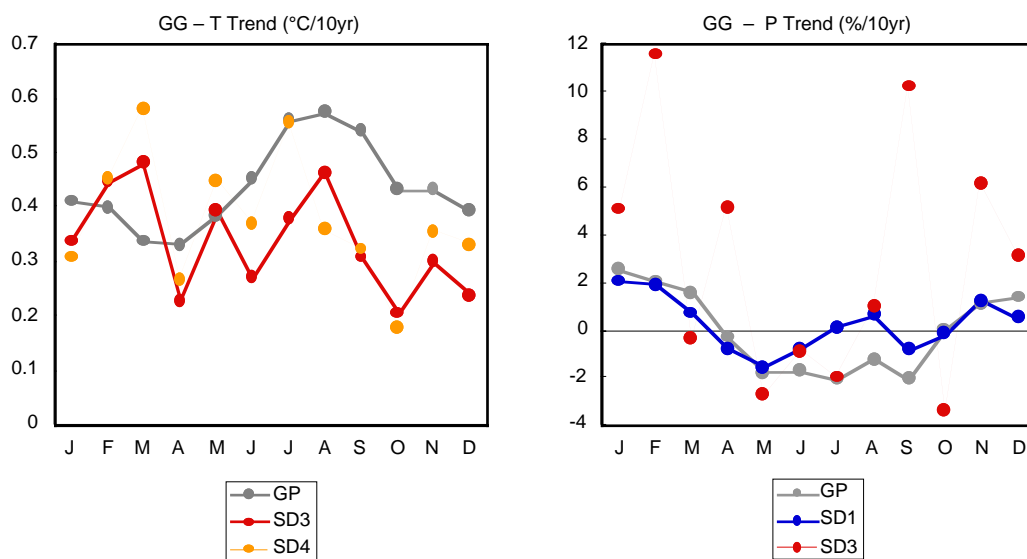 GG – T Trend (°C/10yr)
0.7
0.6
0.5
0.4
0.3
0.2
0.1
0
J F M A M J J A S O N D
GP
SD3
SD4
GG – P Trend (%/10yr)
12
10
8
6
4
2
0
-2
-4
J F M A M J J A S O N D
GP
SD1
SD3